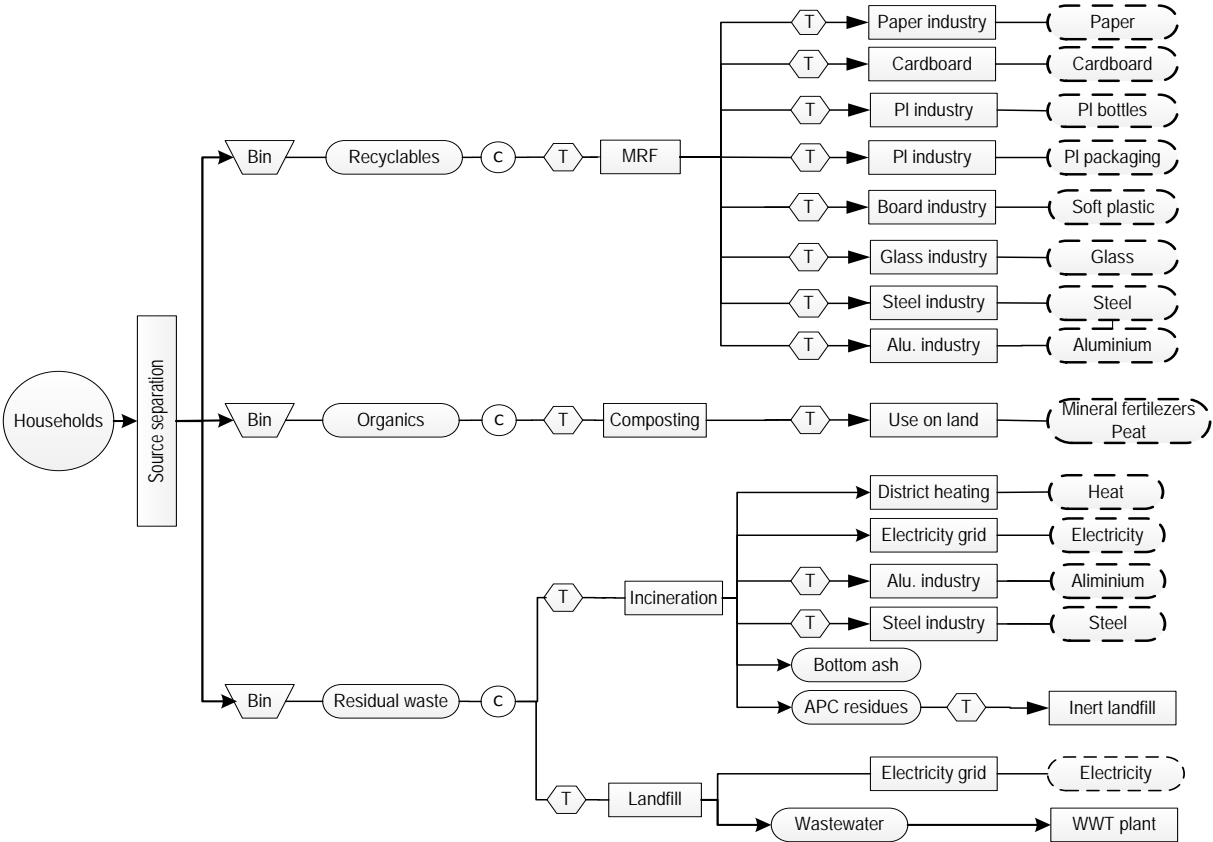 T
Paper industry
Paper
T
Cardboard
Cardboard
T
Pl industry
Pl bottles
Bin
Recyclables
C
T
MRF
T
Pl industry
Pl packaging
T
Board industry
Soft plastic
T
Glass industry
Glass
T
Steel industry
Steel
T
Alu. industry
Aluminium
Households
Source separation
Bin
Organics
C
T
Composting
T
Use on land
Mineral fertilezers
Peat
District heating
Heat
Electricity grid
Electricity
T
Incineration
T
Alu. industry
Aliminium
T
Steel industry
Steel
Bottom ash
Bin
Residual waste
C
APC residues
T
Inert landfill
T
Landfill
Electricity grid
Electricity
Wastewater
WWT plant